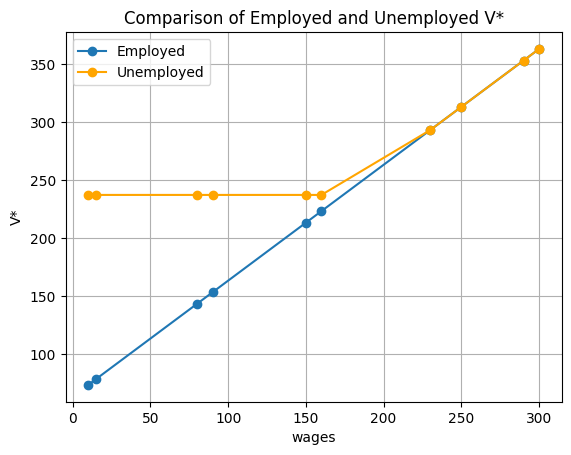 Comparison of Employed and Unemployed V*
Employed
Unemployed
V*
350
300
250
200
150
100
0 50 100 150 200 250 300
wages